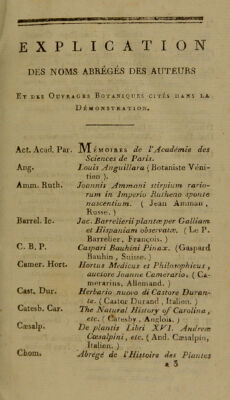 EXPLICATION
DES NOMS ABRÉGÉS DES AUTEURS
ET DES OUVRAGES BOTANIQUES CITÉS DANS LA
DÉMONSTRATION.
Act. Acad. Par. MÉMOIRES de l'Académie des
Sciences de Paris.
Ang. Louis Anguillara (Botaniste Véni-
tien).
Amm. Ruth. Joannis Ammani stirpium rario-
rum in Imperio Rutheno sponte
nascentium. ( Jean Amman,
Russe. )
Barrel. Ic. Jac. Barrelieri plantæ per Galliam
et Hispaniam observatæ. ( Le P.
Barrelier, François. )
C. B. P. Caspari Bauhini Pinax. (Gaspard
Bauhin, Suisse. )
Camer. Hort. Hortus Medicus et Philosophicus,
auctore Joanne Camerario. ( Ca-
merarius, Allemand. )
Cast. Dur. Herbario nuovo di Castore Duran-
te. ( Castor Durand, Italien. )
Catesb. Car. The Natural History of Carolina,
etc. ( Catesby, Anglois. )
Cæsalp. De plantis Libri XVI. Andreæ
Cæsalpini, etc. ( And. Cæsalpin,
Italien. )
Chom. Abrégé de l'Histoire des Plantes
a 3